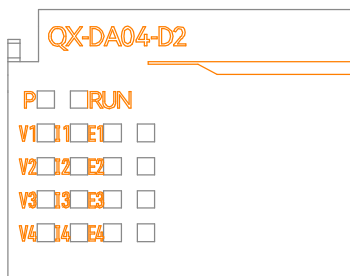 QX-DA04-D2
P RUN
V1 I1 E1
V2 I2 E2
V3 I3 E3
V4 I4 E4